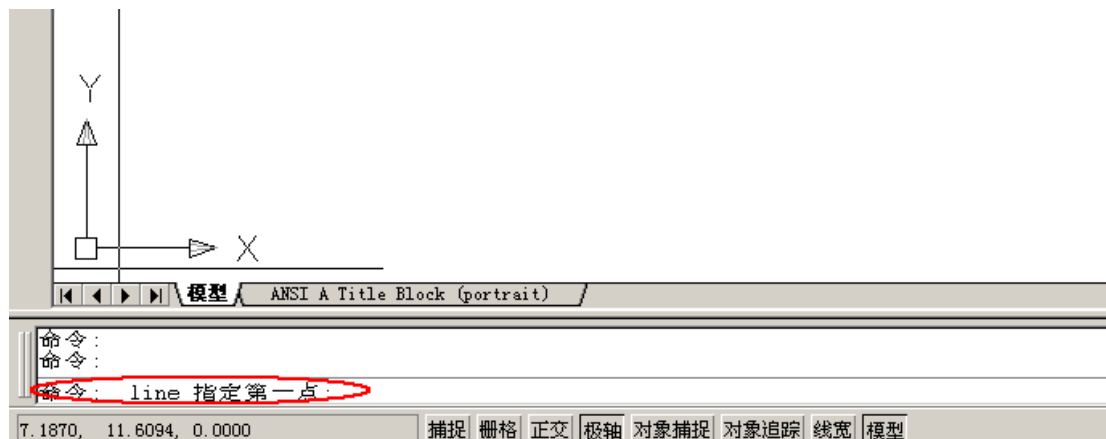 Y
X
模型 ANSI A Title Block (portrait)
命令:
命令:
命令: line 指定第一点:
7.1870, 11.6094, 0.0000 捕捉 栅格 正交 极轴 对象捕捉 对象追踪 线宽 模型